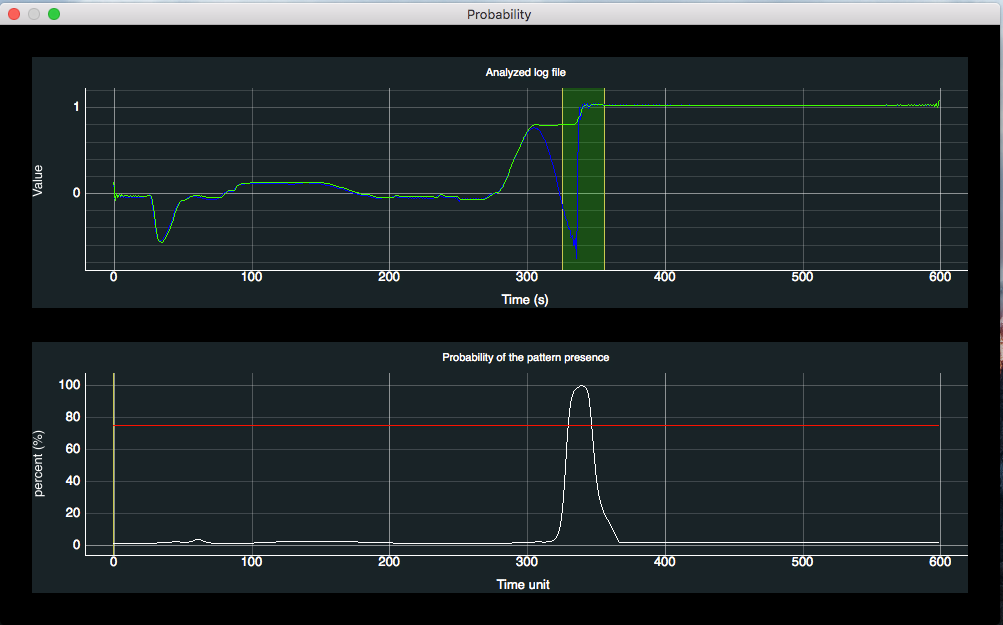 Probability
Analyzed log file
1
0
Value
0 100 200 300 400 500 600
Time (s)
Probability of the pattern presence
100
80
60
40
20
0
percent (%)
0 100 200 300 400 500 600
Time unit